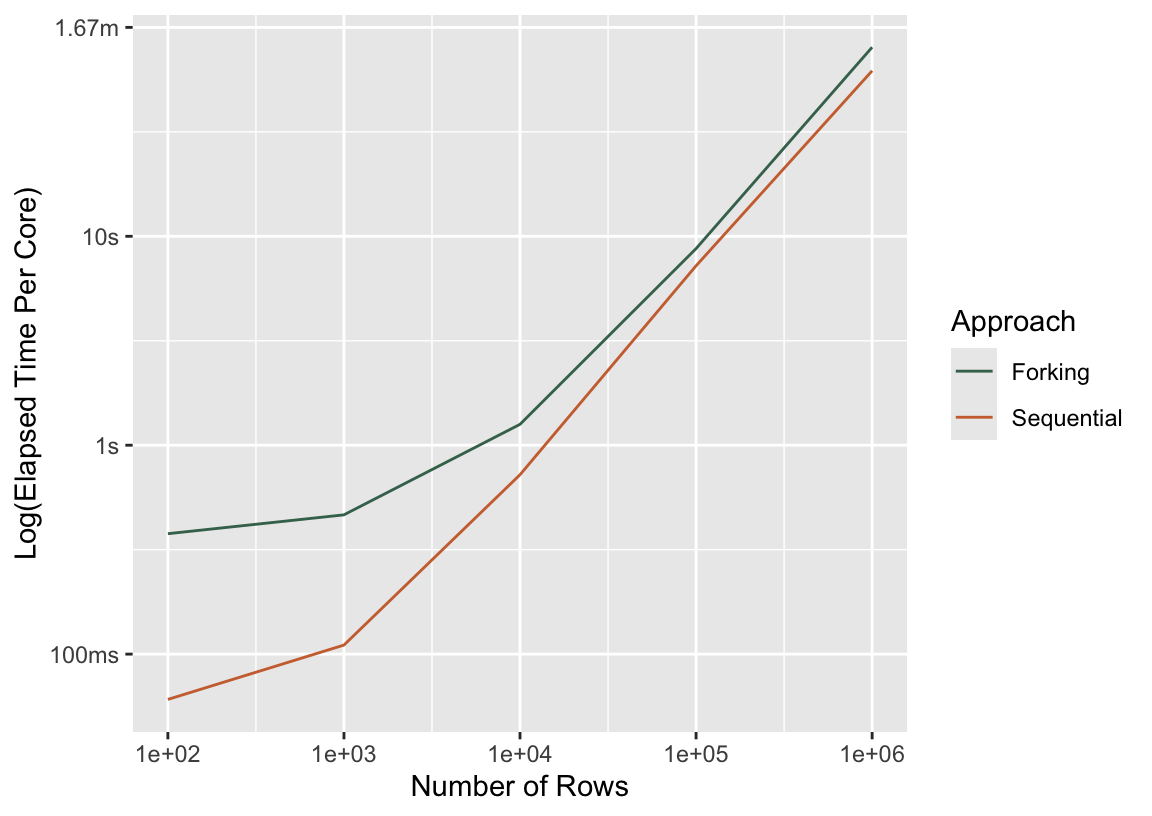 1.67m
10s
1s
100ms
Log(Elapsed Time Per Core)
1e+02 1e+03 1e+04 1e+05 1e+06
Number of Rows
Approach
Forking
Sequential